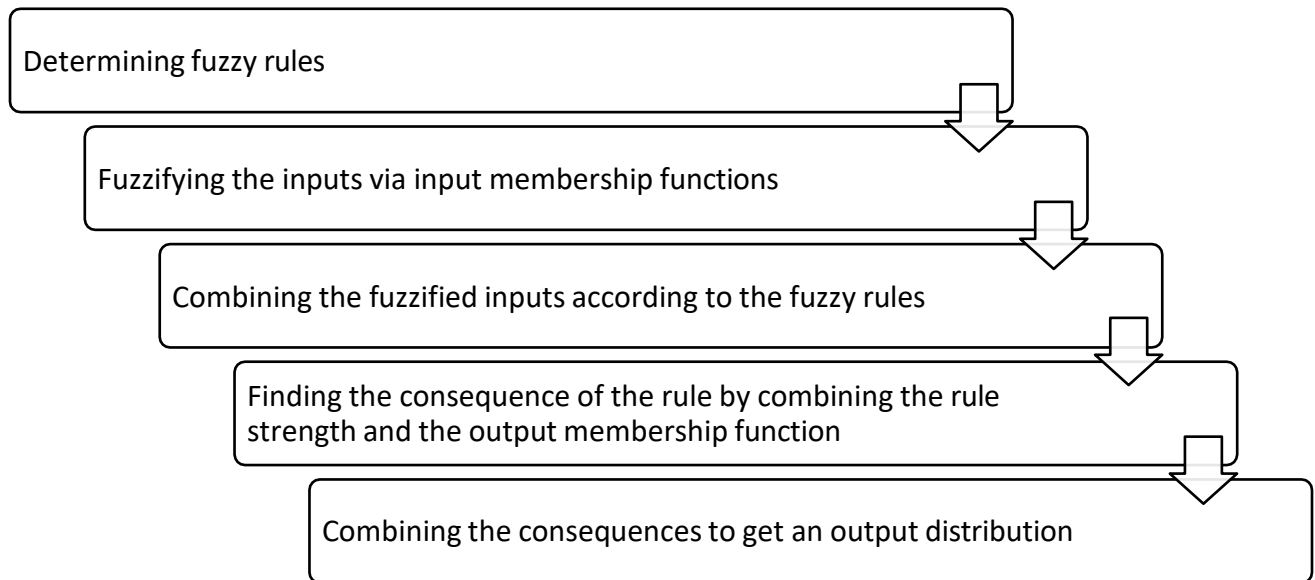 Determining fuzzy rules
Fuzzifying the inputs via input membership functions
Combining the fuzzified inputs according to the fuzzy rules
Finding the consequence of the rule by combining the rule
strength and the output membership function
Combining the consequences to get an output distribution